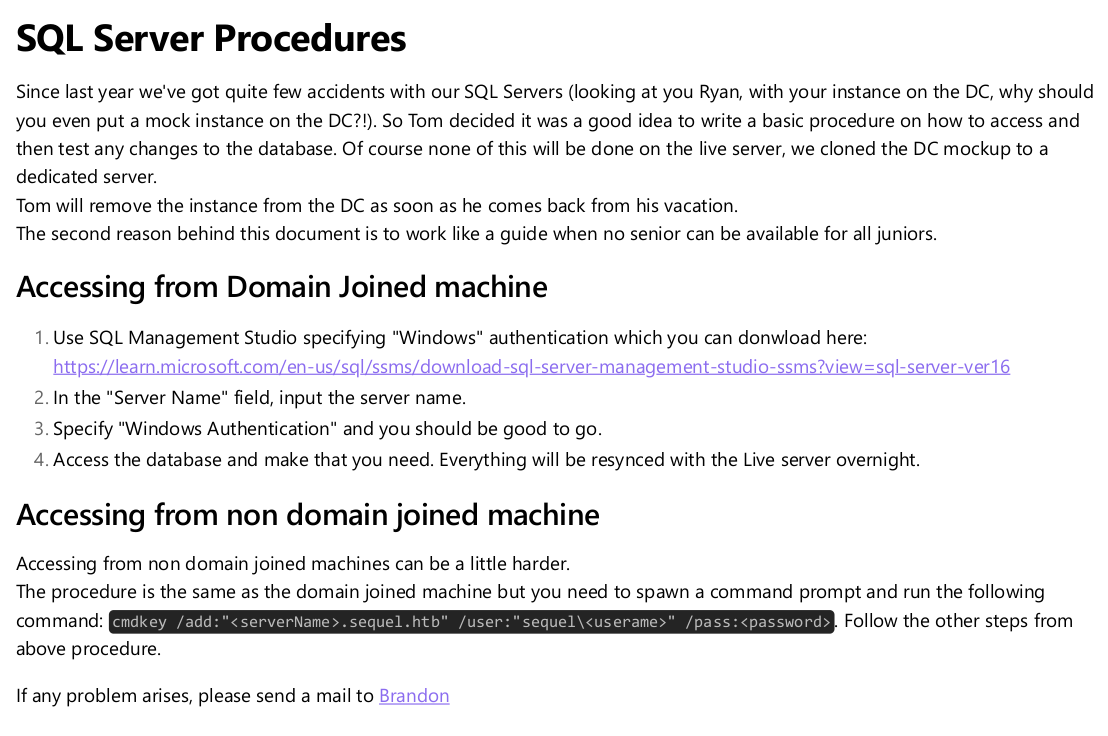 SQL Server Procedures
Since last year we've got quite few accidents with our SQL Servers (looking at you Ryan, with your instance on the DC, why should
you even put a mock instance on the DC?!). So Tom decided it was a good idea to write a basic procedure on how to access and
then test any changes to the database. Of course none of this will be done on the live server, we cloned the DC mockup to a
dedicated server.
Tom will remove the instance from the DC as soon as he comes back from his vacation.
The second reason behind this document is to work like a guide when no senior can be available for all juniors.
Accessing from Domain Joined machine
1. Use SQL Management Studio specifying "Windows" authentication which you can donwload here:
https://learn.microsoft.com/en-us/sql/ssms/download-sql-server-management-studio-ssms?view=sql-server-ver16
2. In the "Server Name" field, input the server name.
3. Specify "Windows Authentication" and you should be good to go.
4. Access the database and make that you need. Everything will be resynced with the Live server overnight.
Accessing from non domain joined machine
Accessing from non domain joined machines can be a little harder.
The procedure is the same as the domain joined machine but you need to spawn a command prompt and run the following
command: cmdkey /add:"<serverName>.sequel.htb" /user:"sequel\<userame>" /pass:<password>. Follow the other steps from
above procedure.
If any problem arises, please send a mail to Brandon